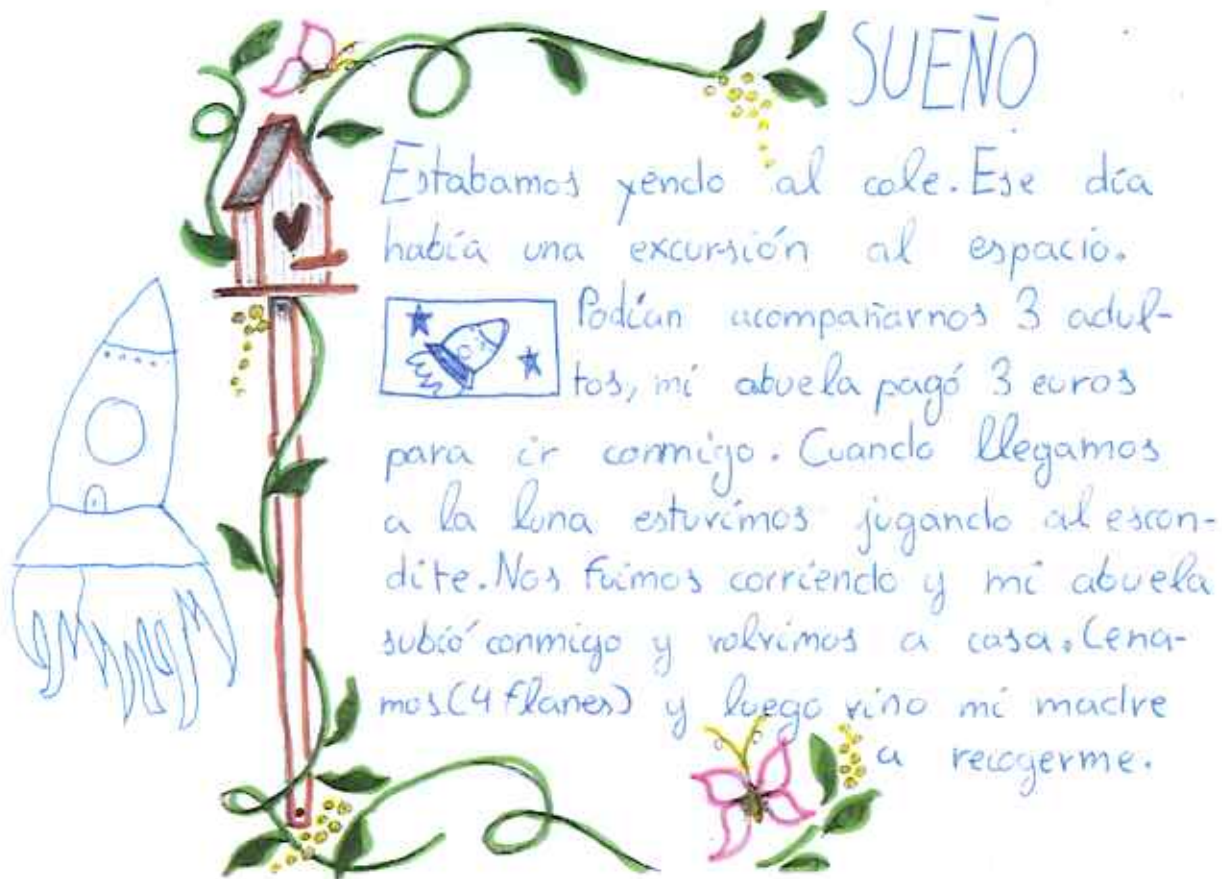 SUEÑO
Estabamos yendo al cole. Ese día
había una excursión al espacio.
Podían acompañarnos 3 adul-
tos, mi abuela pagó 3 euros
para ir conmigo. Cuando llegamos
a la luna estuvimos jugando al escon-
dite. Nos fuimos corriendo y mi abuela
subió conmigo y volvimos a casa. Cena-
mos (4 flanes) y luego vino mi madre
a recogerme.